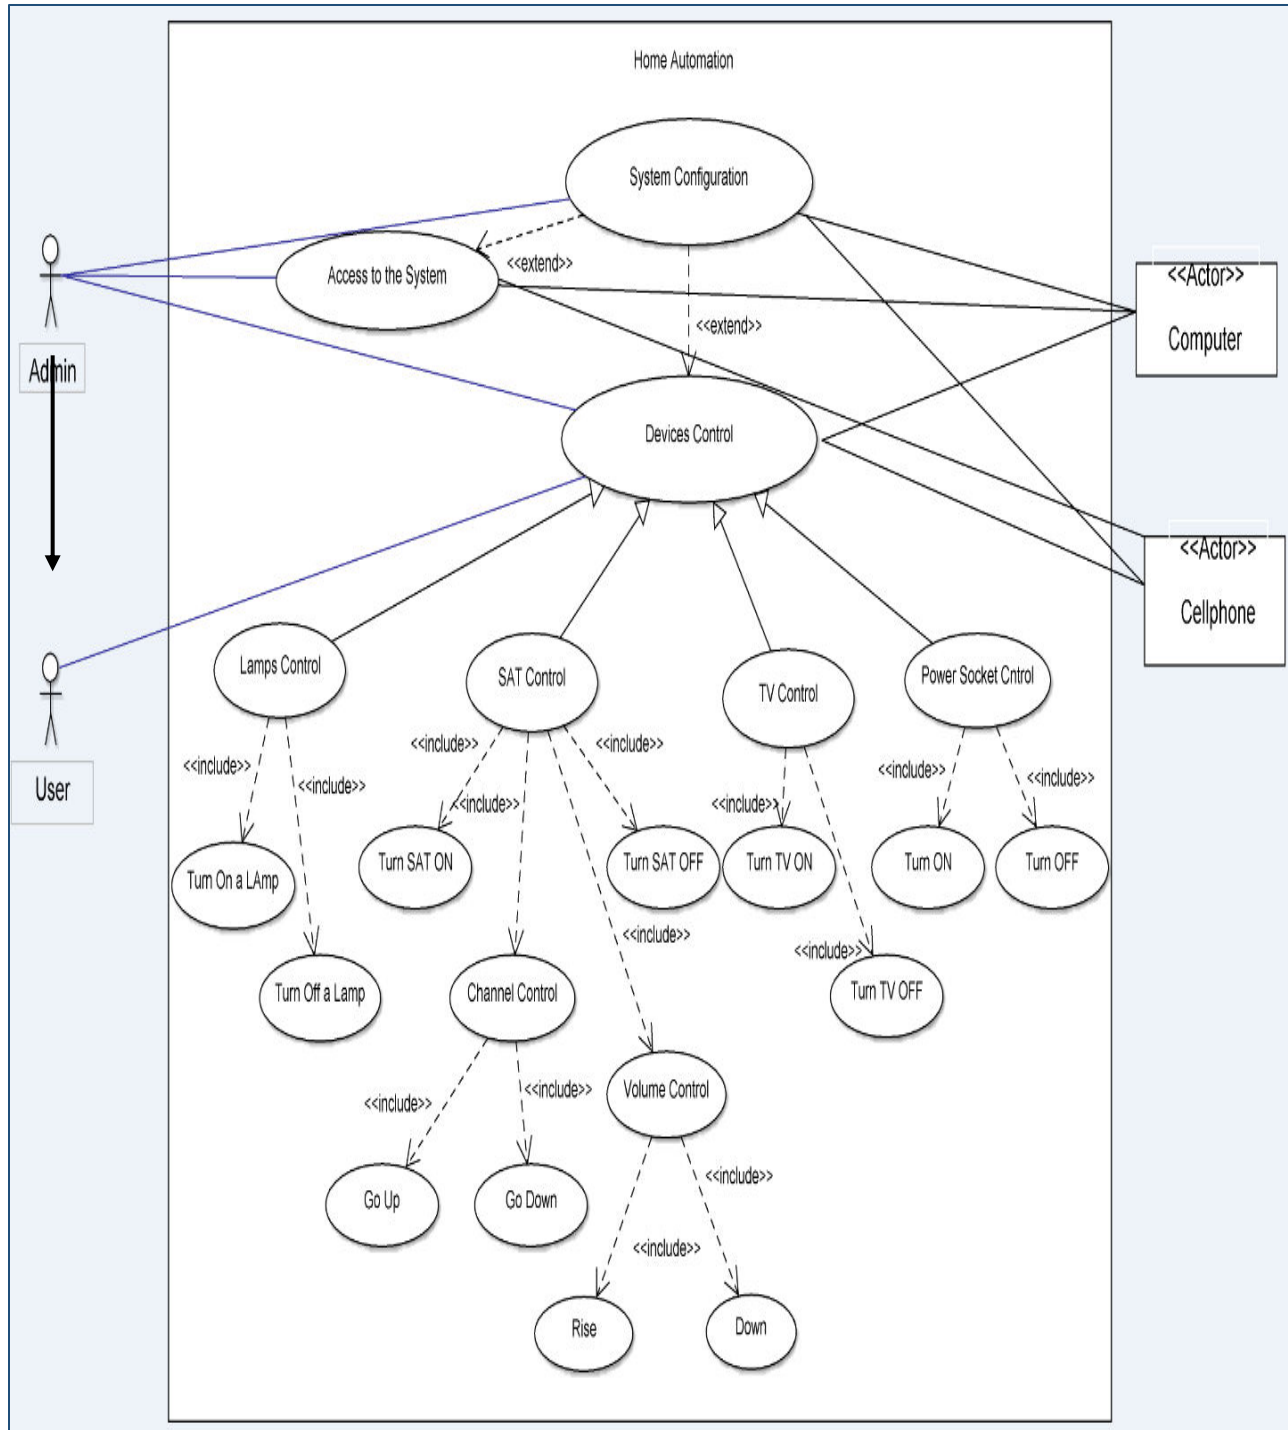 Home Automation
System Configuration
Access to the System
<<extend>>
<<Actor>>
Computer
<<extend>>
Admin
Devices Control
<<Actor>>
Cellphone
Lamps Control
SAT Control
TV Control
Power Socket Cntrol
User
<<include>>
<<include>>
<<include>>
<<include>>
<<include>>
<<include>>
<<include>>
<<include>>
<<include>>
Turn On a LAmp
Turn SAT ON
Turn SAT OFF
Turn TV ON
Turn ON
Turn OFF
<<include>>
<<include>>
Turn Off a Lamp
Channel Control
Turn TV OFF
<<include>>
<<include>>
Volume Control
<<include>>
Go Up
Go Down
<<include>>
Rise
Down